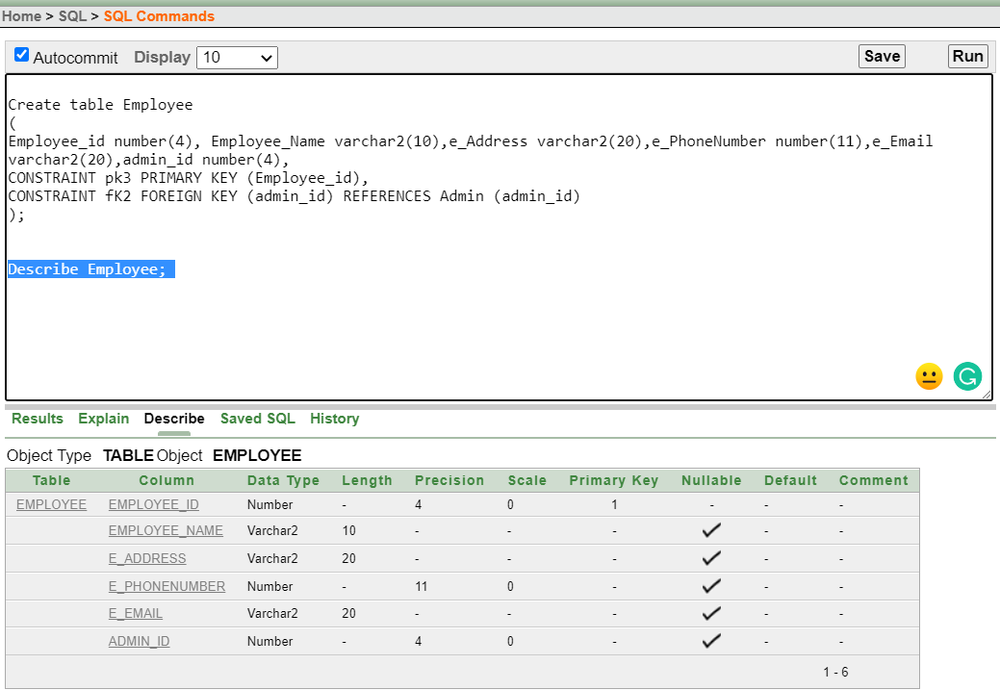 Home > SQL > SQL Commands
Autocommit Display 10 Save Run
Create table Employee
(
Employee_id number(4), Employee_Name varchar2(10),e_Address varchar2(20),e_PhoneNumber number(11),e_Email
varchar2(20),admin_id number(4),
CONSTRAINT pk3 PRIMARY KEY (Employee_id),
CONSTRAINT fK2 FOREIGN KEY (admin_id) REFERENCES Admin (admin_id)
);
Describe Employee;
Results Explain Describe Saved SQL History
Object Type TABLE Object EMPLOYEE
Table Column Data Type Length Precision Scale Primary Key Nullable Default Comment
EMPLOYEE EMPLOYEE_ID Number - 4 0 1 - - -
EMPLOYEE_NAME Varchar2 10 - - - ✓ - -
E_ADDRESS Varchar2 20 - - - ✓ - -
E_PHONENUMBER Number - 11 0 - ✓ - -
E_EMAIL Varchar2 20 - - - ✓ - -
ADMIN_ID Number - 4 0 - ✓ - -
1 - 6